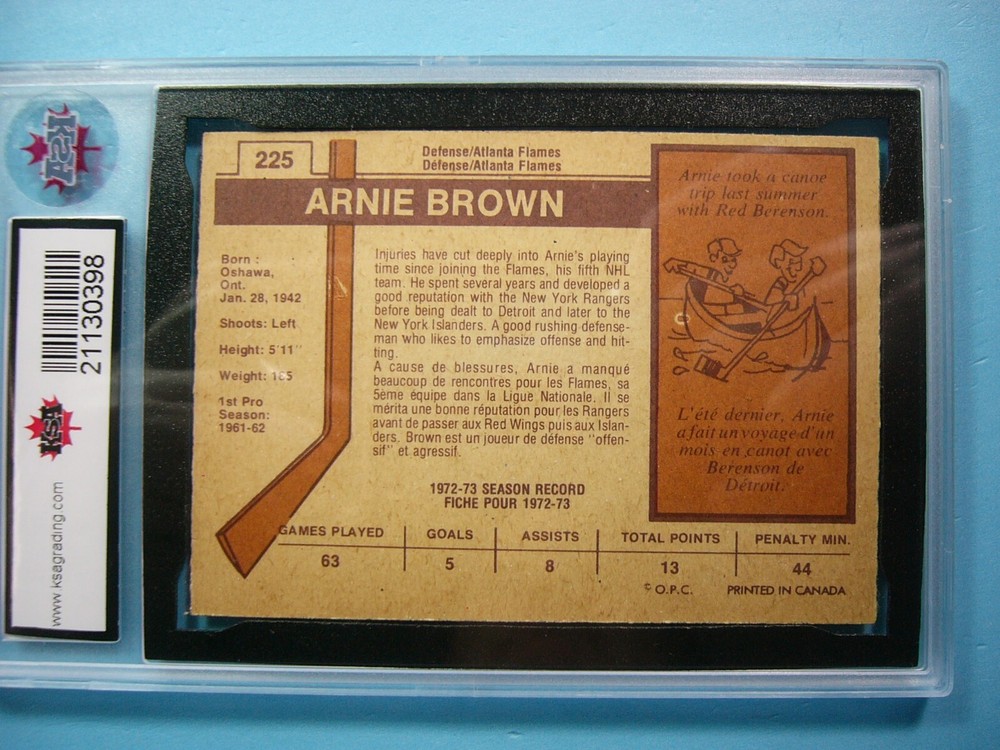 KSA
21130398
KSA
www.ksagrading.com
225
Defense/Atlanta Flames
Défense/Atlanta Flames
ARNIE BROWN
Born :
Oshawa,
Ont.
Jan. 28, 1942
Shoots: Left
Height: 5'11''
Weight: 185
1st Pro
Season:
1961-62
Injuries have cut deeply into Arnie's playing
time since joining the Flames, his fifth NHL
team. He spent several years and developed a
good reputation with the New York Rangers
before being dealt to Detroit and later to the
New York Islanders. A good rushing defense-
man who likes to emphasize offense and hit-
ting.
A cause de blessures, Arnie a manqué
beaucoup de rencontres pour les Flames, sa
5eme équipe dans la Ligue Nationale. Il se
mérita une bonne réputation pour les Rangers
avant de passer aux Red Wings puis aux Islan-
ders. Brown est un joueur de défense ''offen-
sif'' et agressif.
Arnie took a canoe
trip last summer
with Red Berenson.
L'été dernier, Arnie
a fait un voyage d'un
mois en canot avec
Berenson de
Détroit.
1972-73 SEASON RECORD
FICHE POUR 1972-73
GAMES PLAYED GOALS ASSISTS TOTAL POINTS PENALTY MIN.
63 5 8 13 44
© O.P.C. PRINTED IN CANADA